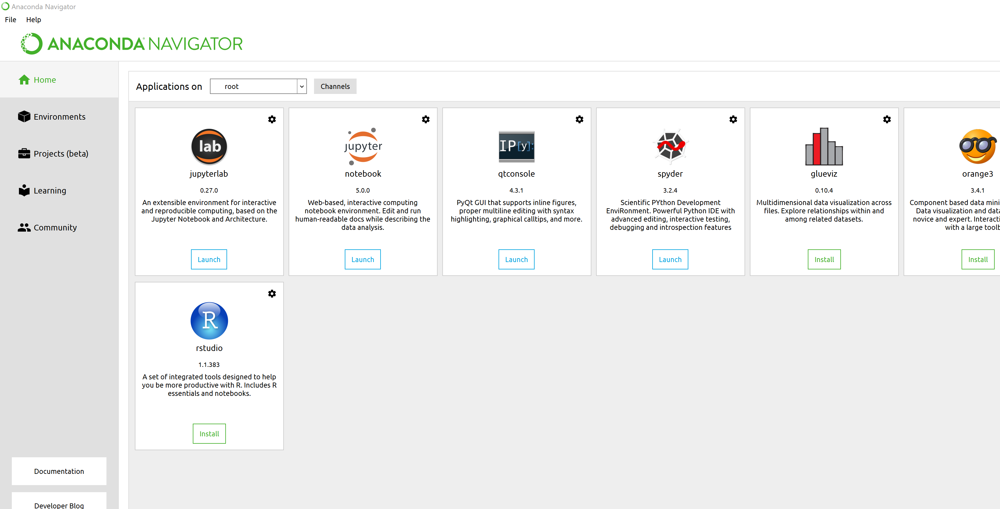 Anaconda Navigator
File Help
ANACONDA NAVIGATOR
Home
Environments
Projects (beta)
Learning
Community
Documentation
Developer Blog
Applications on root Channels
lab
jupyterlab
0.27.0
An extensible environment for interactive
and reproducible computing, based on the
Jupyter Notebook and Architecture.
Launch
jupyter
notebook
5.0.0
Web-based, interactive computing
notebook environment. Edit and run
human-readable docs while describing the
data analysis.
Launch
IP[y]:
qtconsole
4.3.1
PyQt GUI that supports inline figures,
proper multiline editing with syntax
highlighting, graphical calltips, and more.
Launch
spyder
3.2.4
Scientific PYthon Development
EnviRonment. Powerful Python IDE with
advanced editing, interactive testing,
debugging and introspection features
Launch
glueviz
0.10.4
Multidimensional data visualization across
files. Explore relationships within and
among related datasets.
Install
orange3
3.4.1
Component based data mini
Data visualization and data
novice and expert. Interacti
with a large toolb
Install
R
rstudio
1.1.383
A set of integrated tools designed to help
you be more productive with R. Includes R
essentials and notebooks.
Install